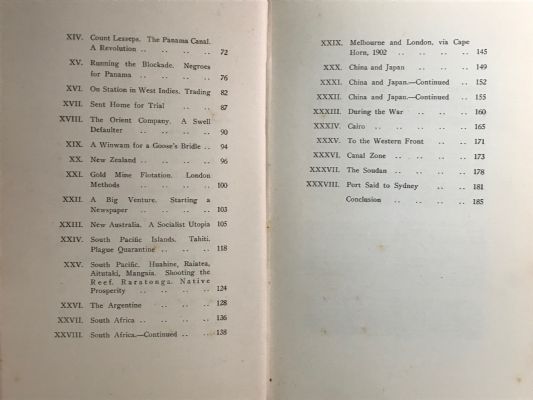 XIV. Count Lesseps. The Panama Canal.
A Revolution .. .. .. .. 72
XV. Running the Blockade. Negroes
for Panama .. .. .. .. 76
XVI. On Station in West Indies. Trading 82
XVII. Sent Home for Trial .. .. 87
XVIII. The Orient Company. A Swell
Defaulter .. .. .. .. 90
XIX. A Winwam for a Goose's Bridle .. 94
XX. New Zealand .. .. .. .. 96
XXI. Gold Mine Flotation. London
Methods .. .. .. .. 100
XXII. A Big Venture. Starting a
Newspaper .. .. .. .. 103
XXIII. New Australia. A Socialist Utopia 105
XXIV. South Pacific Islands. Tahiti.
Plague Quarantine .. .. .. 118
XXV. South Pacific. Huahine, Raiatea,
Aitutaki, Mangaia. Shooting the
Reef. Raratonga. Native
Prosperity .. .. .. .. 124
XXVI. The Argentine .. .. .. 128
XXVII. South Africa .. .. .. .. 136
XXVIII. South Africa.—Continued .. .. 138
XXIX. Melbourne and London, via Cape
Horn, 1902 .. .. .. .. 145
XXX. China and Japan .. .. .. 149
XXXI. China and Japan.—Continued .. 152
XXXII. China and Japan.—Continued .. 155
XXXIII. During the War .. .. .. 160
XXXIV. Cairo .. .. .. .. .. 165
XXXV. To the Western Front .. .. 171
XXXVI. Canal Zone .. .. .. .. 173
XXXVII. The Soudan .. .. .. .. 178
XXXVIII. Port Said to Sydney .. .. 181
Conclusion .. .. .. .. 185